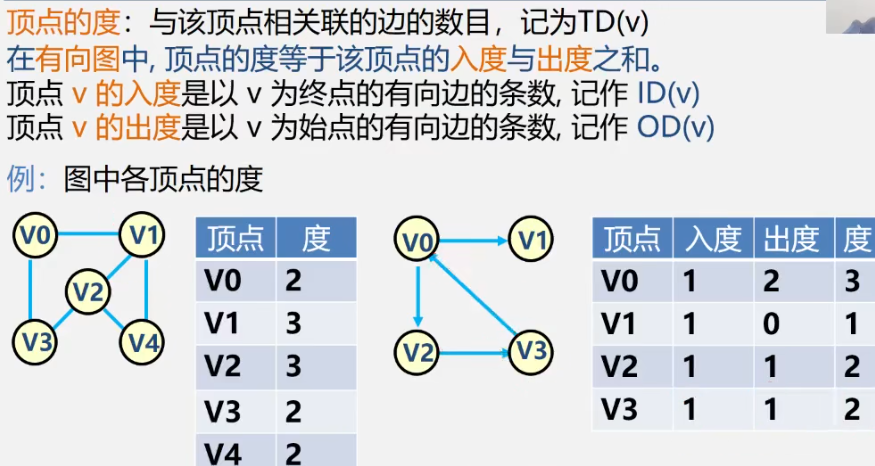 顶点的度：与该顶点相关联的边的数目，记为TD(v)
在有向图中, 顶点的度等于该顶点的入度与出度之和。
顶点 v 的入度是以 v 为终点的有向边的条数, 记作 ID(v)
顶点 v 的出度是以 v 为始点的有向边的条数, 记作 OD(v)
例：图中各顶点的度
V0 V1
V2
V3 V4
顶点 度
V0 2
V1 3
V2 3
V3 2
V4 2
V0 V1
V2 V3
顶点 入度 出度 度
V0 1 2 3
V1 1 0 1
V2 1 1 2
V3 1 1 2